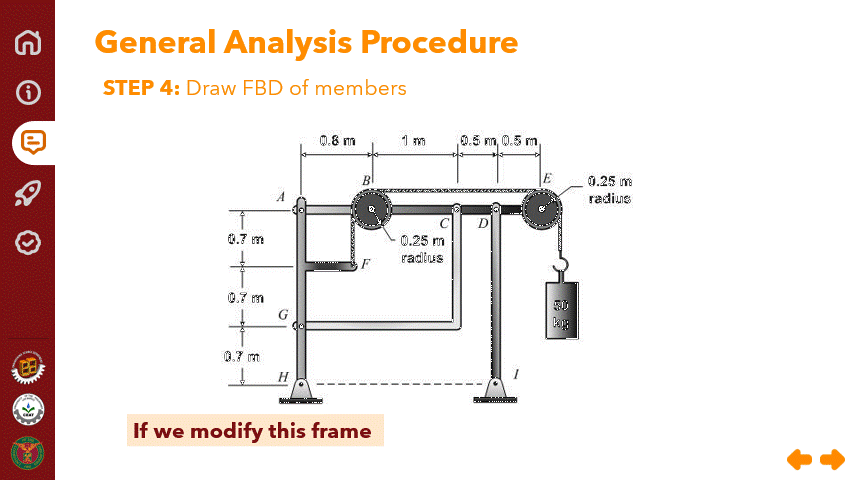 General Analysis Procedure
STEP 4: Draw FBD of members
0.8 m 1 m 0.5 m 0.5 m
B E
0.25 m
radius
A
C D
0.7 m
0.25 m
radius
F
0.7 m
50
kg
G
0.7 m
H I
If we modify this frame